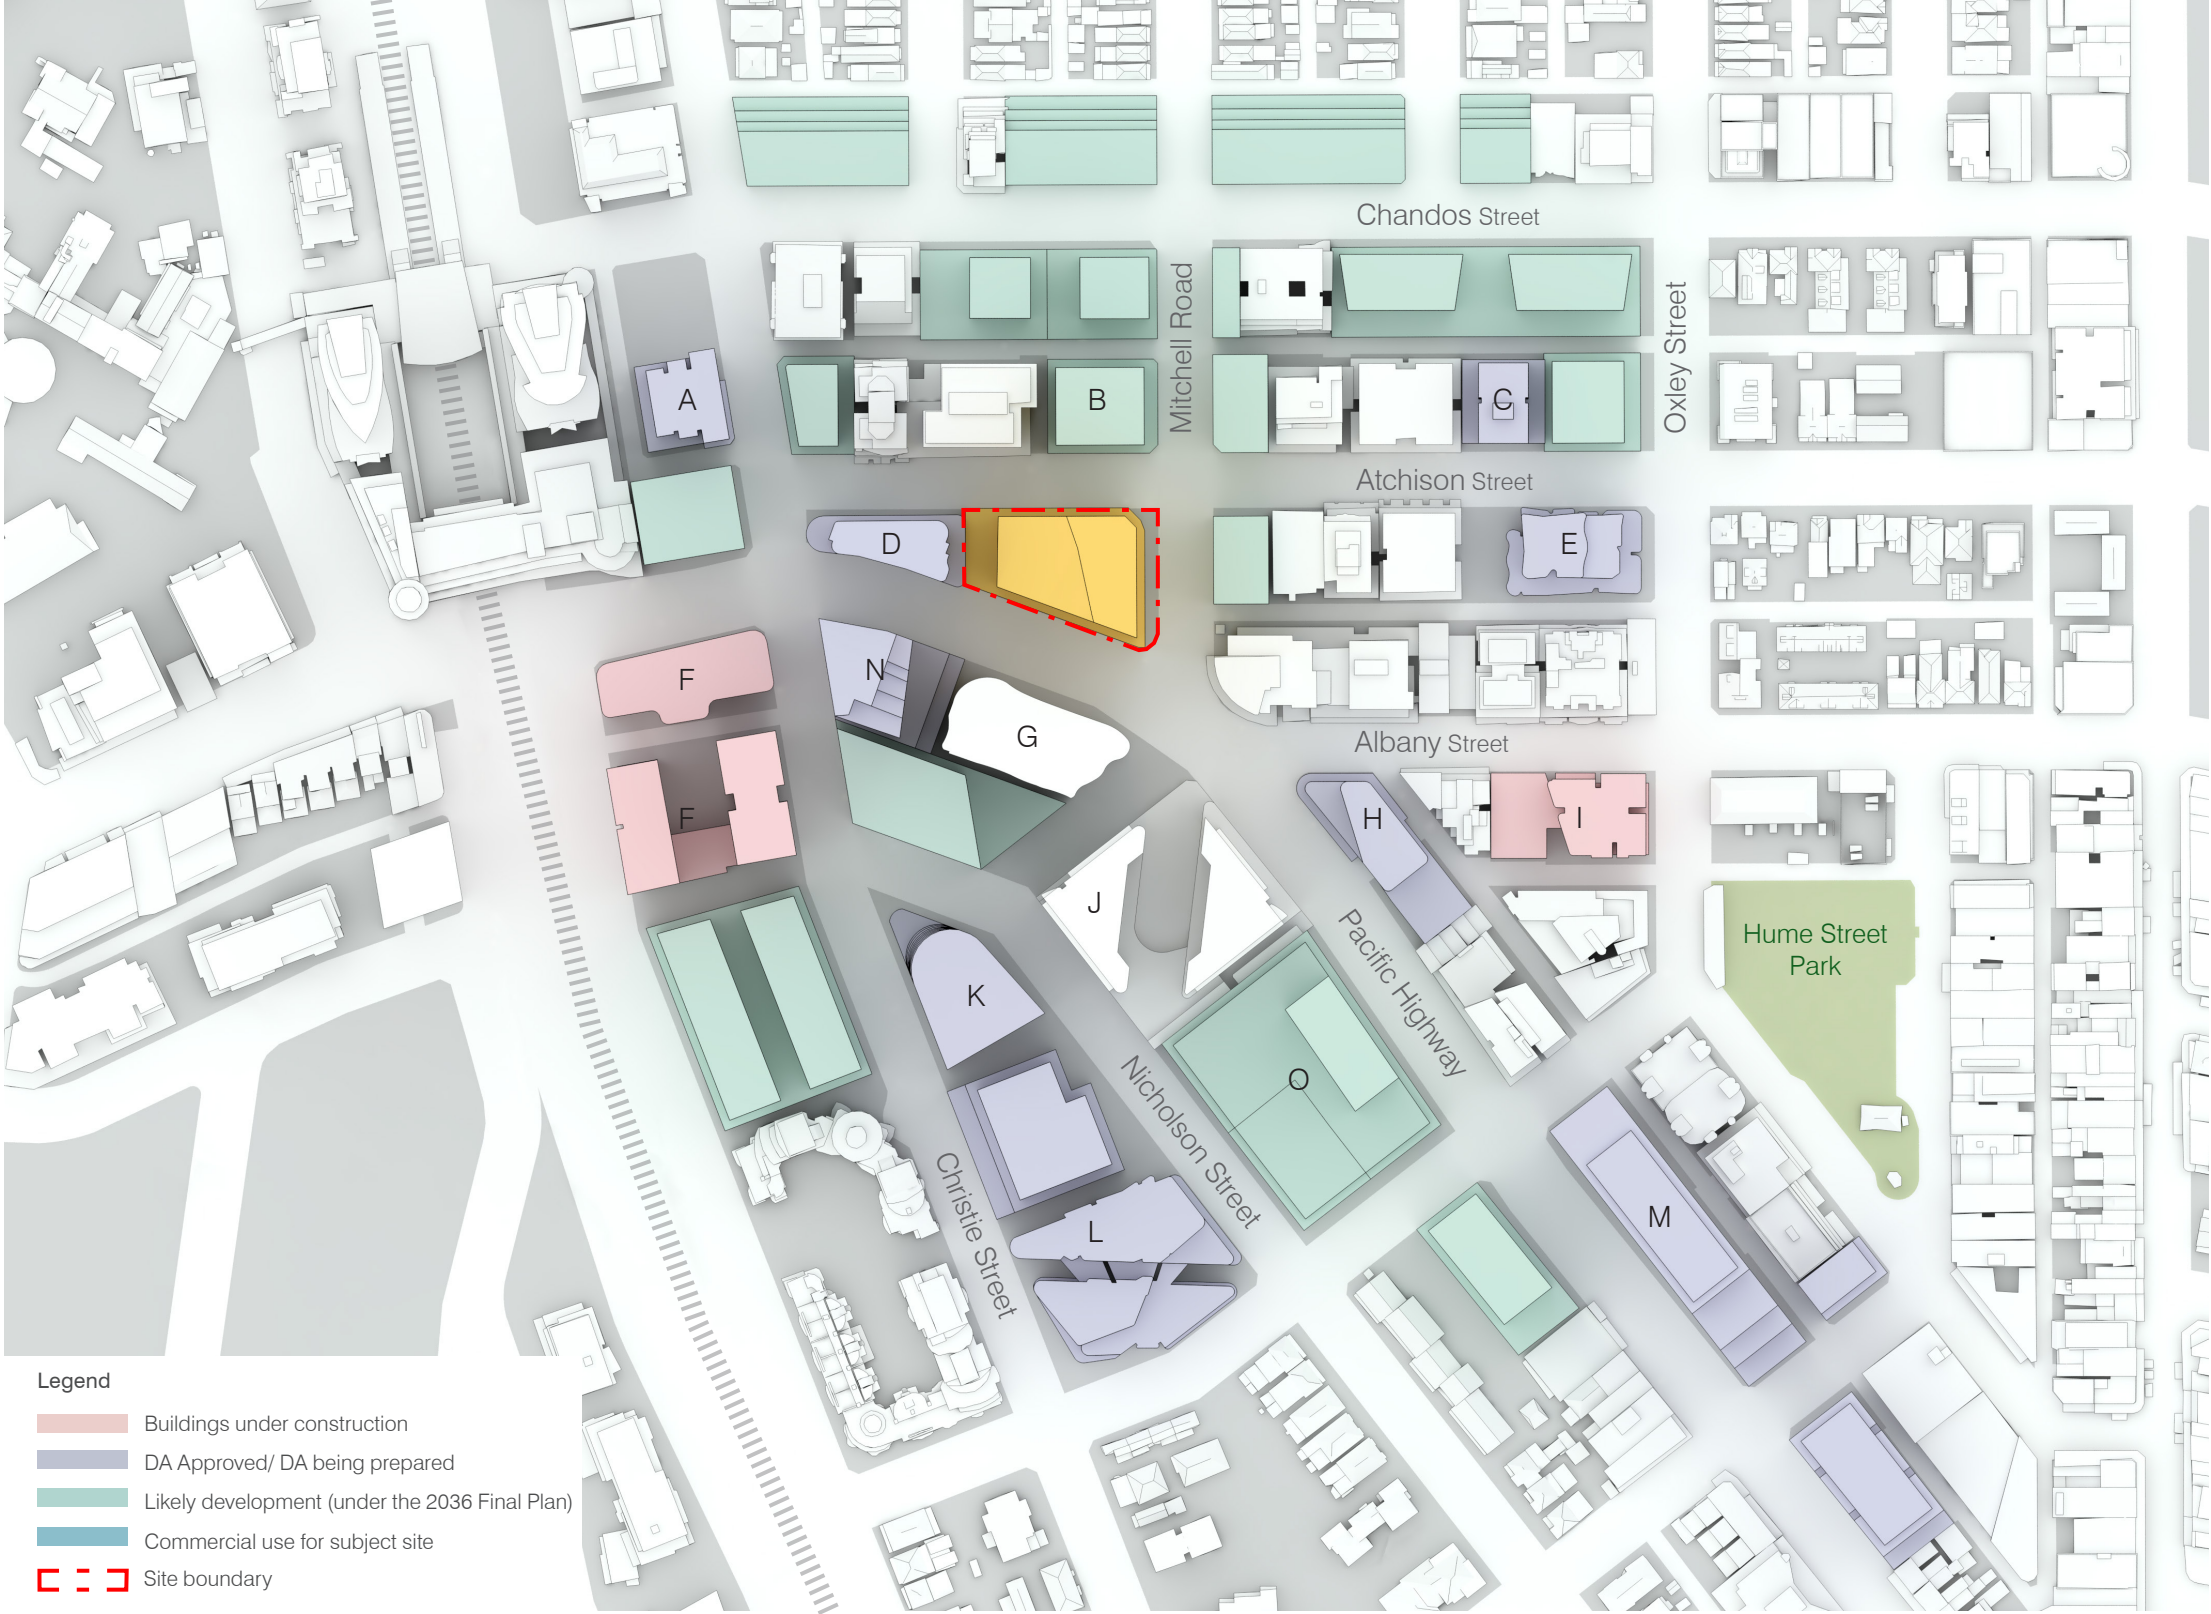 Chandos Street
Mitchell Road
Oxley Street
A
B
C
Atchison Street
D
E
F
N
G
Albany Street
F
H
I
J
Pacific Highway
Hume Street
Park
K
O
Nicholson Street
Christie Street
L
M
Legend
Buildings under construction
DA Approved/ DA being prepared
Likely development (under the 2036 Final Plan)
Commercial use for subject site
Site boundary